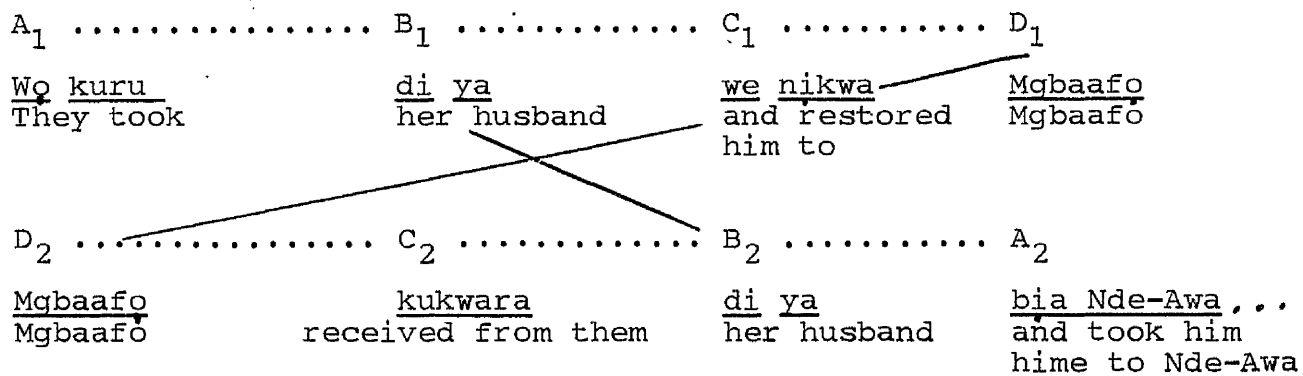 A₁ ................ B₁ ............. C₁ ........... D₁
Wọ kuru di ya we nikwa Mgbaafọ
They took her husband and restored Mgbaafọ
him to
D₂ ................ C₂ ............. B₂ ........... A₂
Mgbaafọ kukwara di ya bịa Nde-Awa...
Mgbaafọ received from them her husband and took him
hime to Nde-Awa